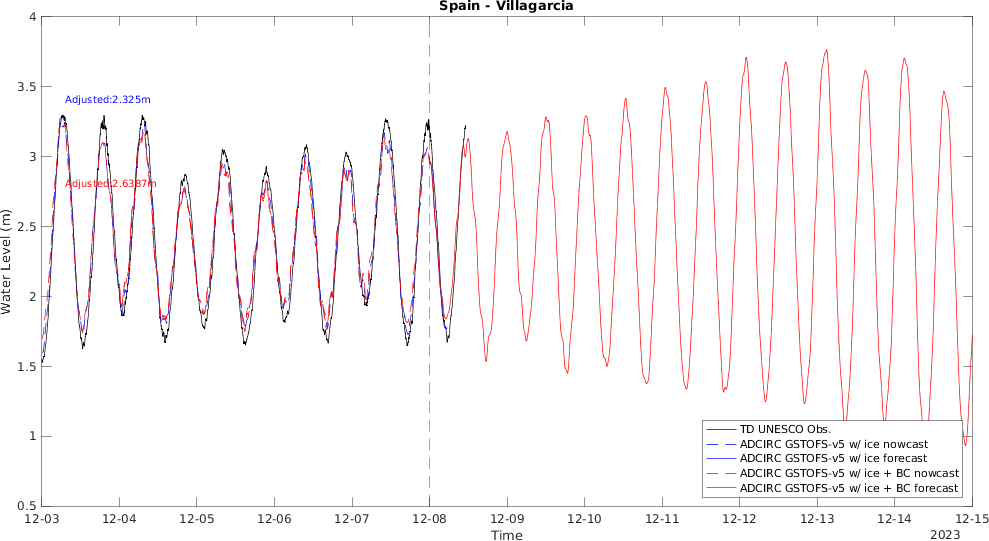 Spain - Villagarcia
4
3.5
3
2.5
2
1.5
1
0.5
Water Level (m)
Adjusted:2.325m
Adjusted:2.6387m
TD UNESCO Obs.
ADCIRC GSTOFS-v5 w/ ice nowcast
ADCIRC GSTOFS-v5 w/ ice forecast
ADCIRC GSTOFS-v5 w/ ice + BC nowcast
ADCIRC GSTOFS-v5 w/ ice + BC forecast
12-03 12-04 12-05 12-06 12-07 12-08 12-09 12-10 12-11 12-12 12-13 12-14 12-15
Time
2023